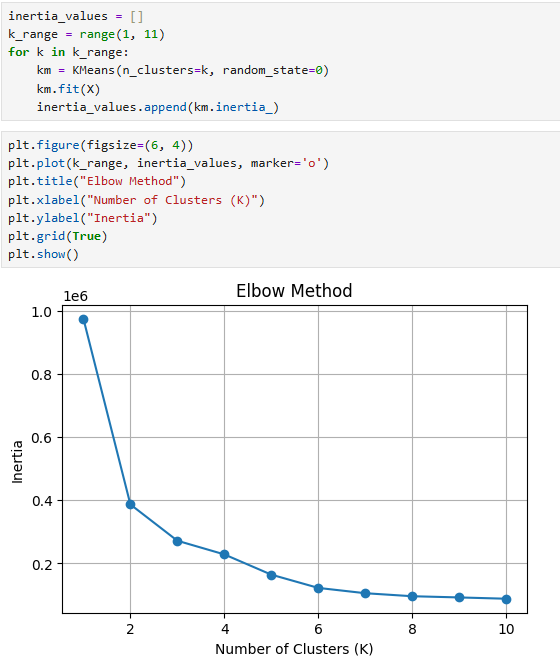 inertia_values = []
k_range = range(1, 11)
for k in k_range:
    km = KMeans(n_clusters=k, random_state=0)
    km.fit(X)
    inertia_values.append(km.inertia_)
plt.figure(figsize=(6, 4))
plt.plot(k_range, inertia_values, marker='o')
plt.title("Elbow Method")
plt.xlabel("Number of Clusters (K)")
plt.ylabel("Inertia")
plt.grid(True)
plt.show()
Elbow Method
1e6
1.0
0.8
0.6
0.4
0.2
Inertia
2 4 6 8 10
Number of Clusters (K)